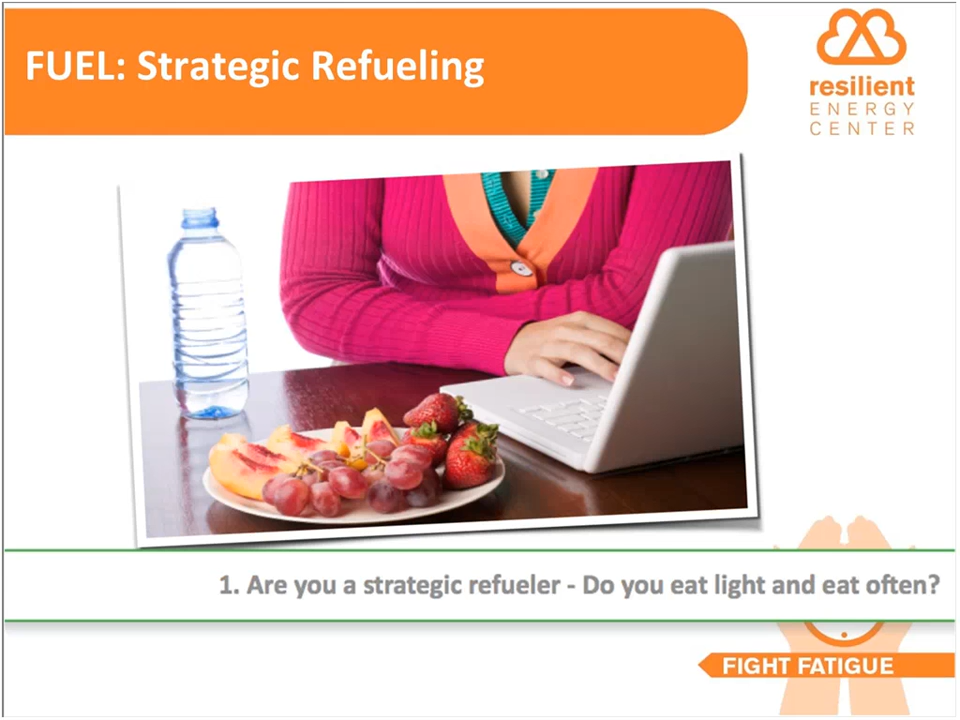 FUEL: Strategic Refueling
resilient
ENERGY
CENTER
1. Are you a strategic refueler - Do you eat light and eat often?
FIGHT FATIGUE